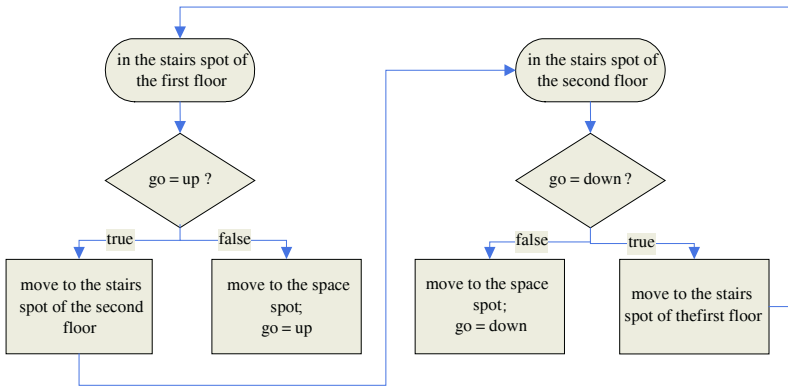 in the stairs spot of
the first floor
go = up ?
true
false
move to the stairs
spot of the second
floor
move to the space
spot;
go = up
in the stairs spot of
the second floor
go = down ?
false
true
move to the space
spot;
go = down
move to the stairs
spot of thefirst floor